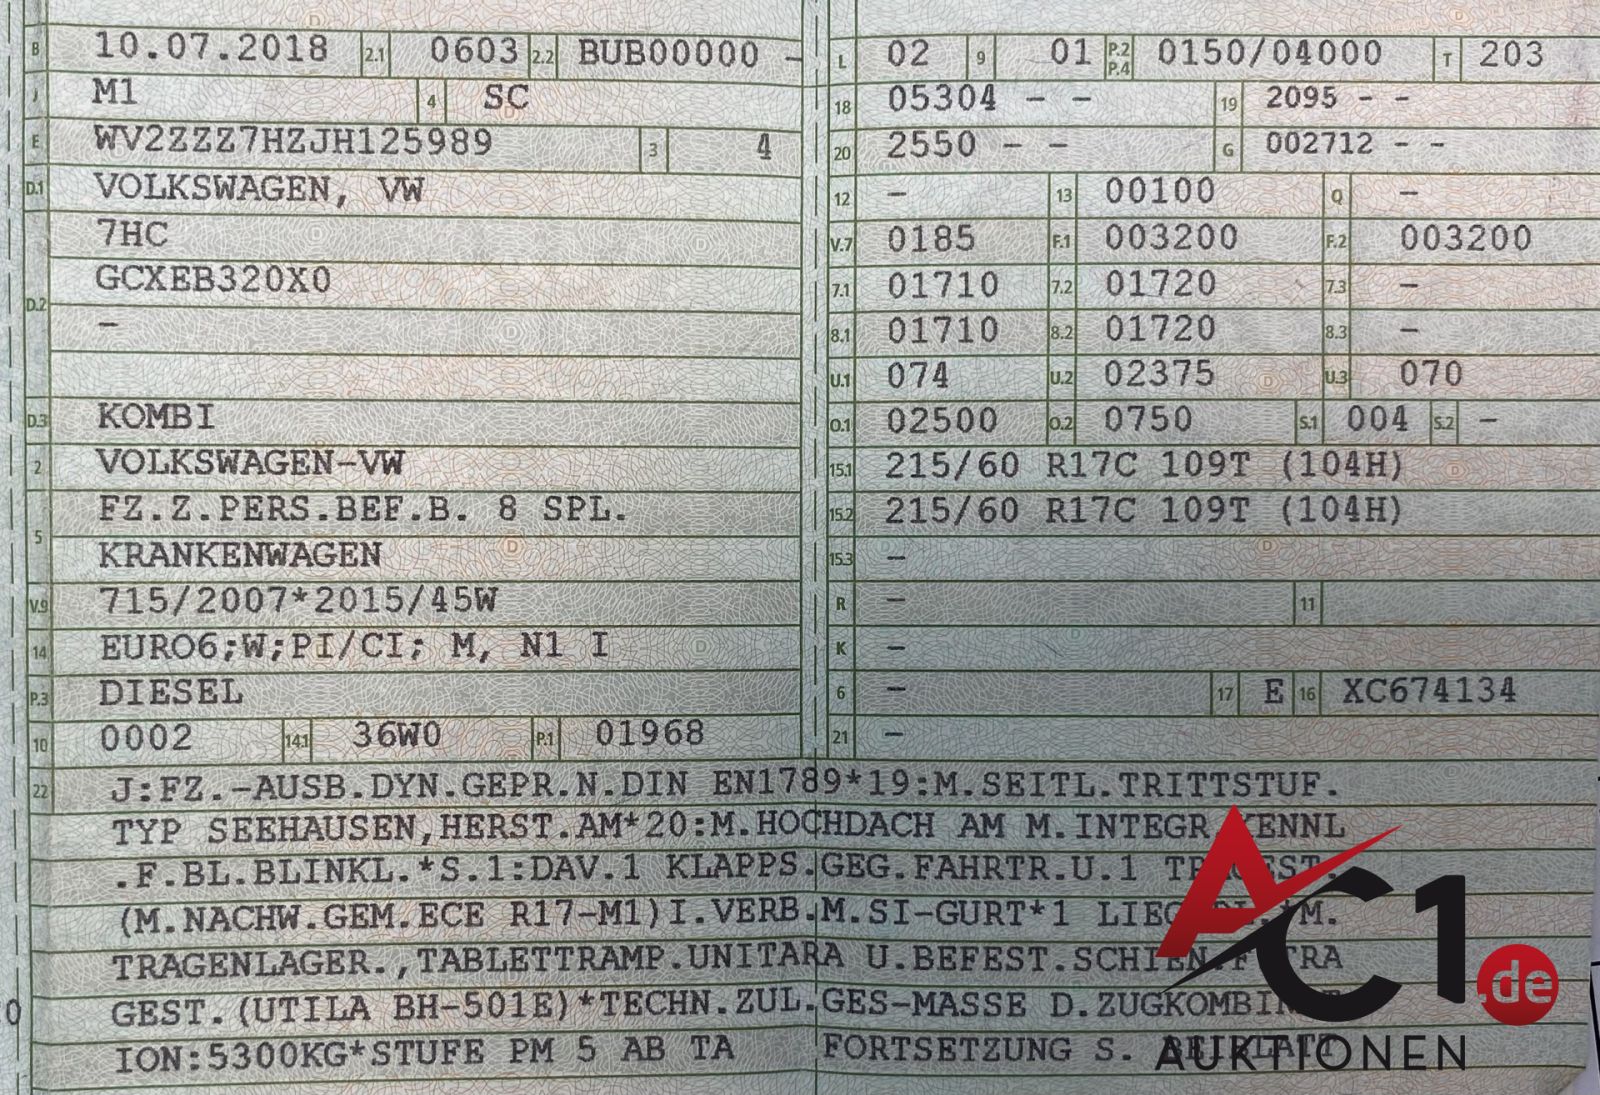 B 10.07.2018 2.1 0603 2.2 BUB00000 -
J M1 4 SC
E WV2ZZZ7HZJH125989 3 4
D.1 VOLKSWAGEN, VW
7HC
D.2 GCXEB320X0
-
D.3 KOMBI
2 VOLKSWAGEN-VW
5 FZ.Z.PERS.BEF.B. 8 SPL.
KRANKENWAGEN
V.9 715/2007*2015/45W
14 EURO6;W;PI/CI; M, N1 I
P.3 DIESEL
10 0002 14.1 36W0 P.1 01968
L 02 9 01 P.2 P.4 0150/04000 T 203
18 05304 - - 19 2095 - -
20 2550 - - G 002712 - -
12 - 13 00100 Q -
V.7 0185 F.1 003200 F.2 003200
7.1 01710 7.2 01720 7.3 -
8.1 01710 8.2 01720 8.3 -
U.1 074 U.2 02375 U.3 070
O.1 02500 O.2 0750 S.1 004 S.2 -
15.1 215/60 R17C 109T (104H)
15.2 215/60 R17C 109T (104H)
15.3 -
R - 11
K -
6 - 17 E 16 XC674134
21 -
22 J:FZ.-AUSB.DYN.GEPR.N.DIN EN1789*19:M.SEITL.TRITTSTUF.
TYP SEEHAUSEN,HERST.AM*20:M.HOCHDACH AM M.INTEGR.KENNL
.F.BL.BLINKL.*S.1:DAV.1 KLAPPS.GEG.FAHRTR.U.1
(M.NACHW.GEM.ECE R17-M1)I.VERB.M.SI-GURT*1
TRAGENLAGER.,TABLETTRAMP.UNITARA U.BEFEST.SCHIEN.F.TRA
GEST.(UTILA BH-501E)*TECHN.ZUL.GES-MASSE
ION:5300KG*STUFE PM 5 AB TA FORTSETZUNG S.
0
AC1.de
AUKTIONEN